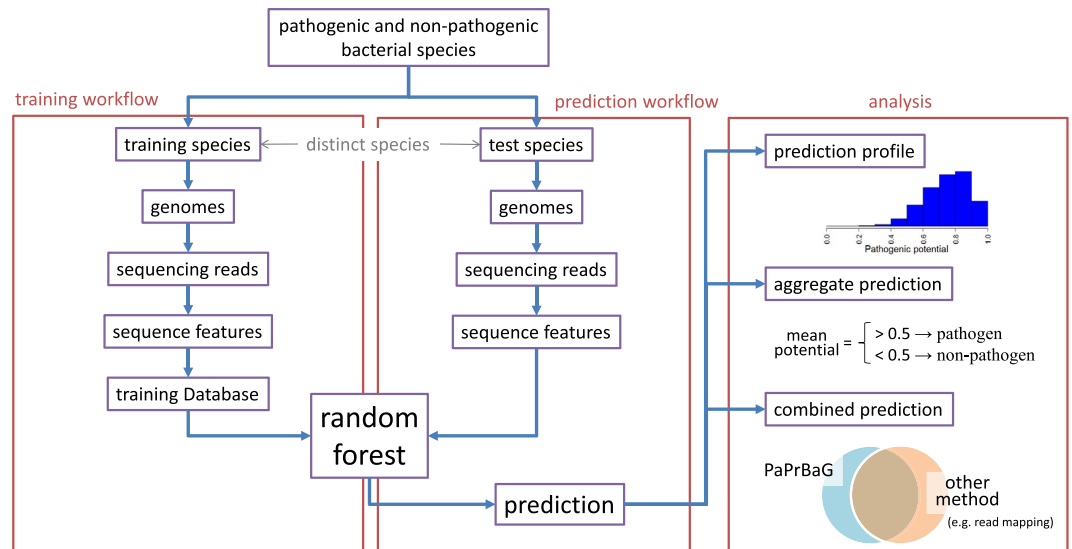 pathogenic and non-pathogenic
bacterial species
training workflow
prediction workflow
analysis
training species
distinct species
test species
prediction profile
genomes
genomes
sequencing reads
sequencing reads
0.0
0.2
0.4
0.6
0.8
1.0
Pathogenic potential
aggregate prediction
sequence features
sequence features
mean
potential
=
> 0.5 → pathogen
< 0.5 → non-pathogen
training Database
combined prediction
random
forest
PaPrBaG
other
method
(e.g. read mapping)
prediction